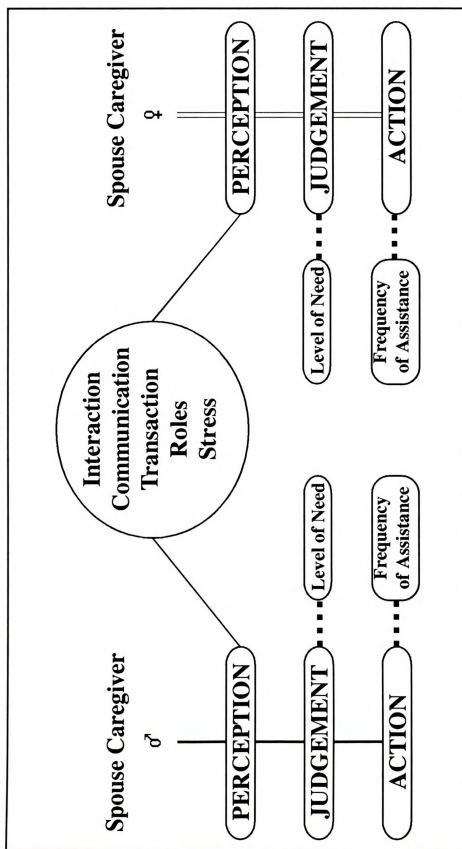 Spouse Caregiver
♂
PERCEPTION
JUDGEMENT
Level of Need
ACTION
Frequency
of Assistance
Interaction
Communication
Transaction
Roles
Stress
Spouse Caregiver
♀
PERCEPTION
JUDGEMENT
Level of Need
ACTION
Frequency
of Assistance